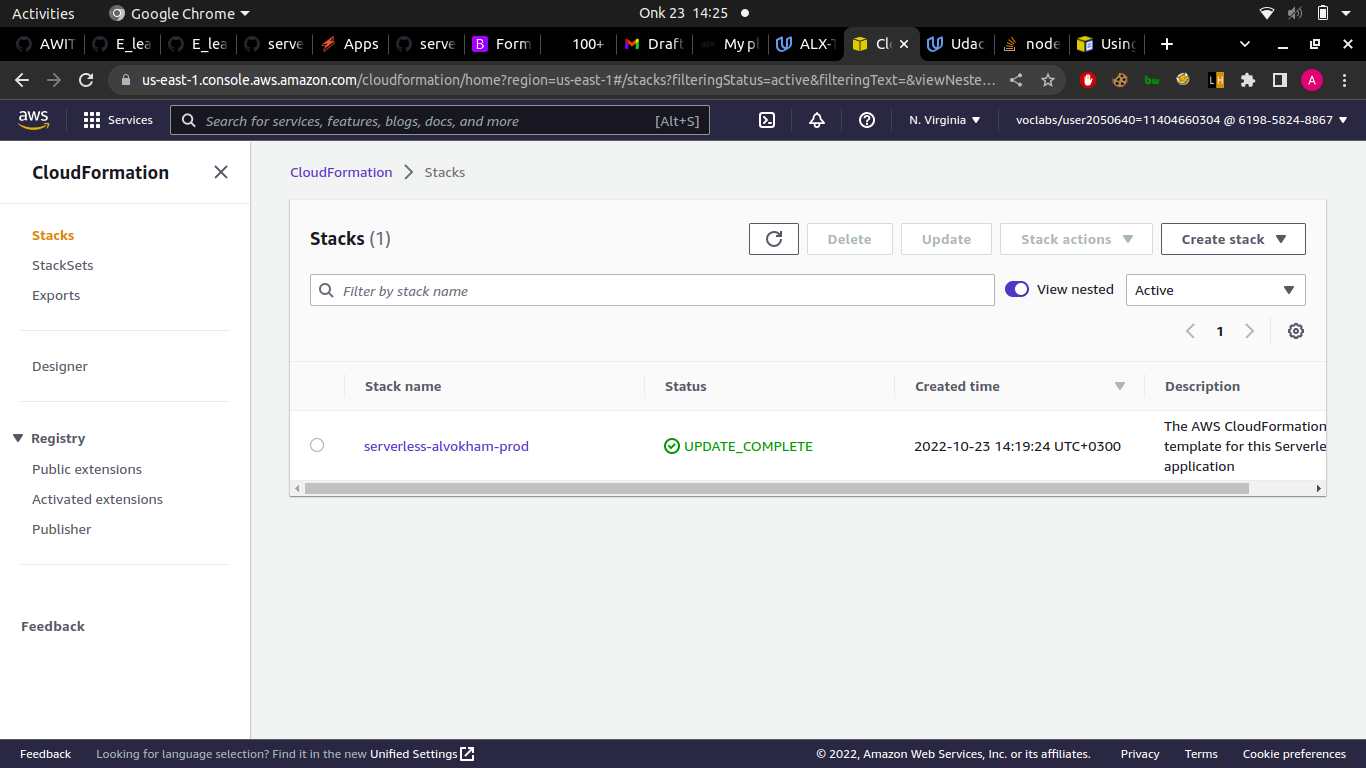 Activities Google Chrome Onk 23 14:25
AWIT E_lea E_lea serve Apps serve Form 100+ Draft My pl ALX-T Clo Udac node Using
us-east-1.console.aws.amazon.com/cloudformation/home?region=us-east-1#/stacks?filteringStatus=active&filteringText=&viewNeste…
aws Services Search for services, features, blogs, docs, and more [Alt+S] N. Virginia voclabs/user2050640=11404660304 @ 6198-5824-8867
CloudFormation
Stacks
StackSets
Exports
Designer
Registry
Public extensions
Activated extensions
Publisher
Feedback
CloudFormation Stacks
Stacks (1) Delete Update Stack actions Create stack
Filter by stack name View nested Active
1
Stack name Status Created time Description
serverless-alvokham-prod UPDATE_COMPLETE 2022-10-23 14:19:24 UTC+0300
The AWS CloudFormation
template for this Serverle
application
Feedback Looking for language selection? Find it in the new Unified Settings © 2022, Amazon Web Services, Inc. or its affiliates. Privacy Terms Cookie preferences